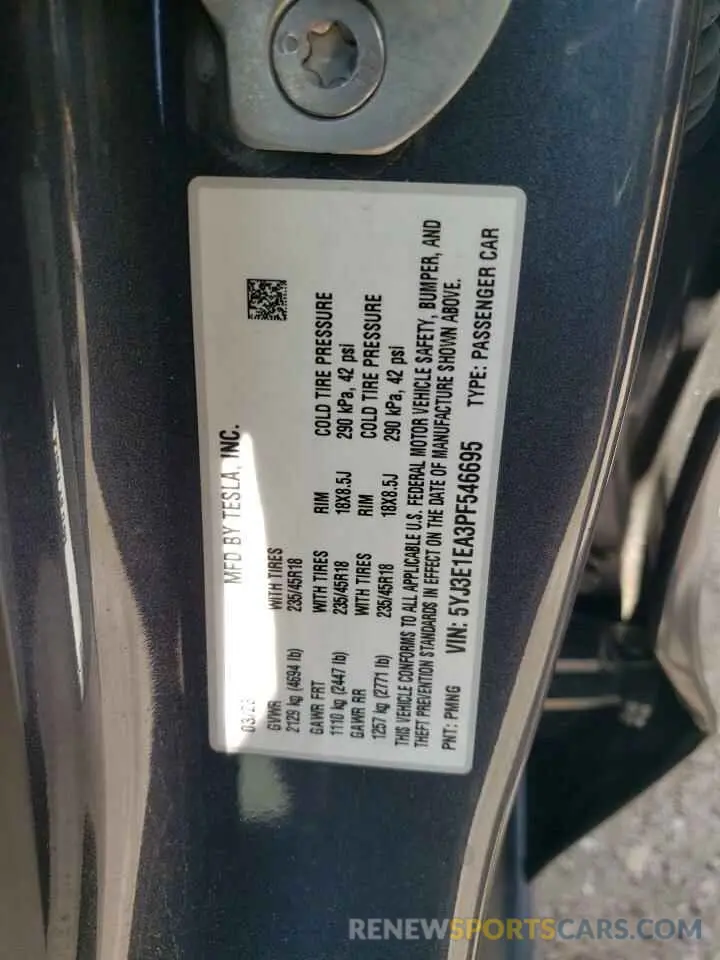 MFD BY TESLA, INC.
03/23
GVWR WITH TIRES
2129 kg (4694 lb) 235/45R18
GAWR FRT WITH TIRES RIM COLD TIRE PRESSURE
1110 kg (2447 lb) 235/45R18 18X8.5J 290 kPa, 42 psi
GAWR RR WITH TIRES RIM COLD TIRE PRESSURE
1257 kg (2771 lb) 235/45R18 18X8.5J 290 kPa, 42 psi
THIS VEHICLE CONFORMS TO ALL APPLICABLE U.S. FEDERAL MOTOR VEHICLE SAFETY, BUMPER, AND
THEFT PREVENTION STANDARDS IN EFFECT ON THE DATE OF MANUFACTURE SHOWN ABOVE.
PNT: PMNG VIN: 5YJ3E1EA3PF546695 TYPE: PASSENGER CAR
RENEWSPORTSCARS.COM